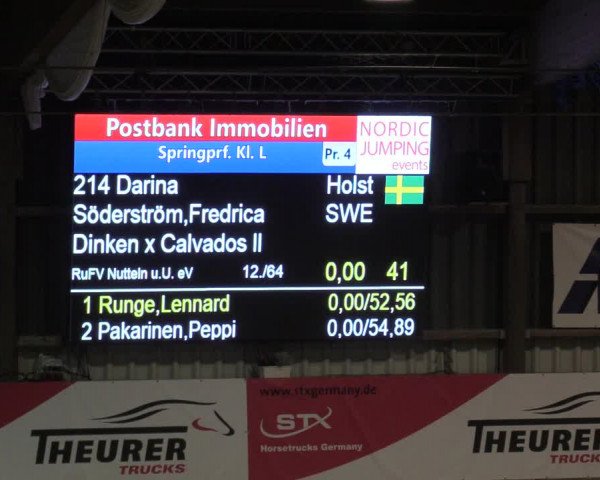 Postbank Immobilien
Springprf. Kl. L
Pr. 4
NORDIC
JUMPING
events
214 Darina Holst
Söderström,Fredrica SWE
Dinken x Calvados II
RuFV Nutteln u.U. eV 12./64 0,00 41
1 Runge,Lennard 0,00/52,56
2 Pakarinen,Peppi 0,00/54,89
www.stxgermany.de
THEURER
TRUCKS
STX
Horsetrucks Germany
THEURER
TRUCKS